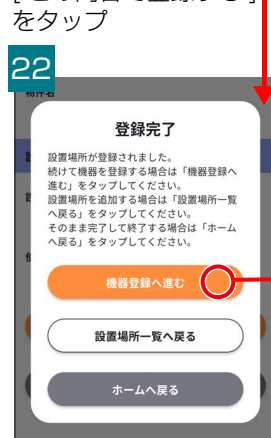 をタップ
22
物件名
登録完了
設置場所が登録されました。
続けて機器を登録する場合は「機器登録へ
進む」をタップしてください。
設置場所を追加する場合は「設置場所一覧
へ戻る」をタップしてください。
そのまま完了して終了する場合は「ホーム
へ戻る」をタップしてください。
機器登録へ進む
設置場所一覧へ戻る
ホームへ戻る